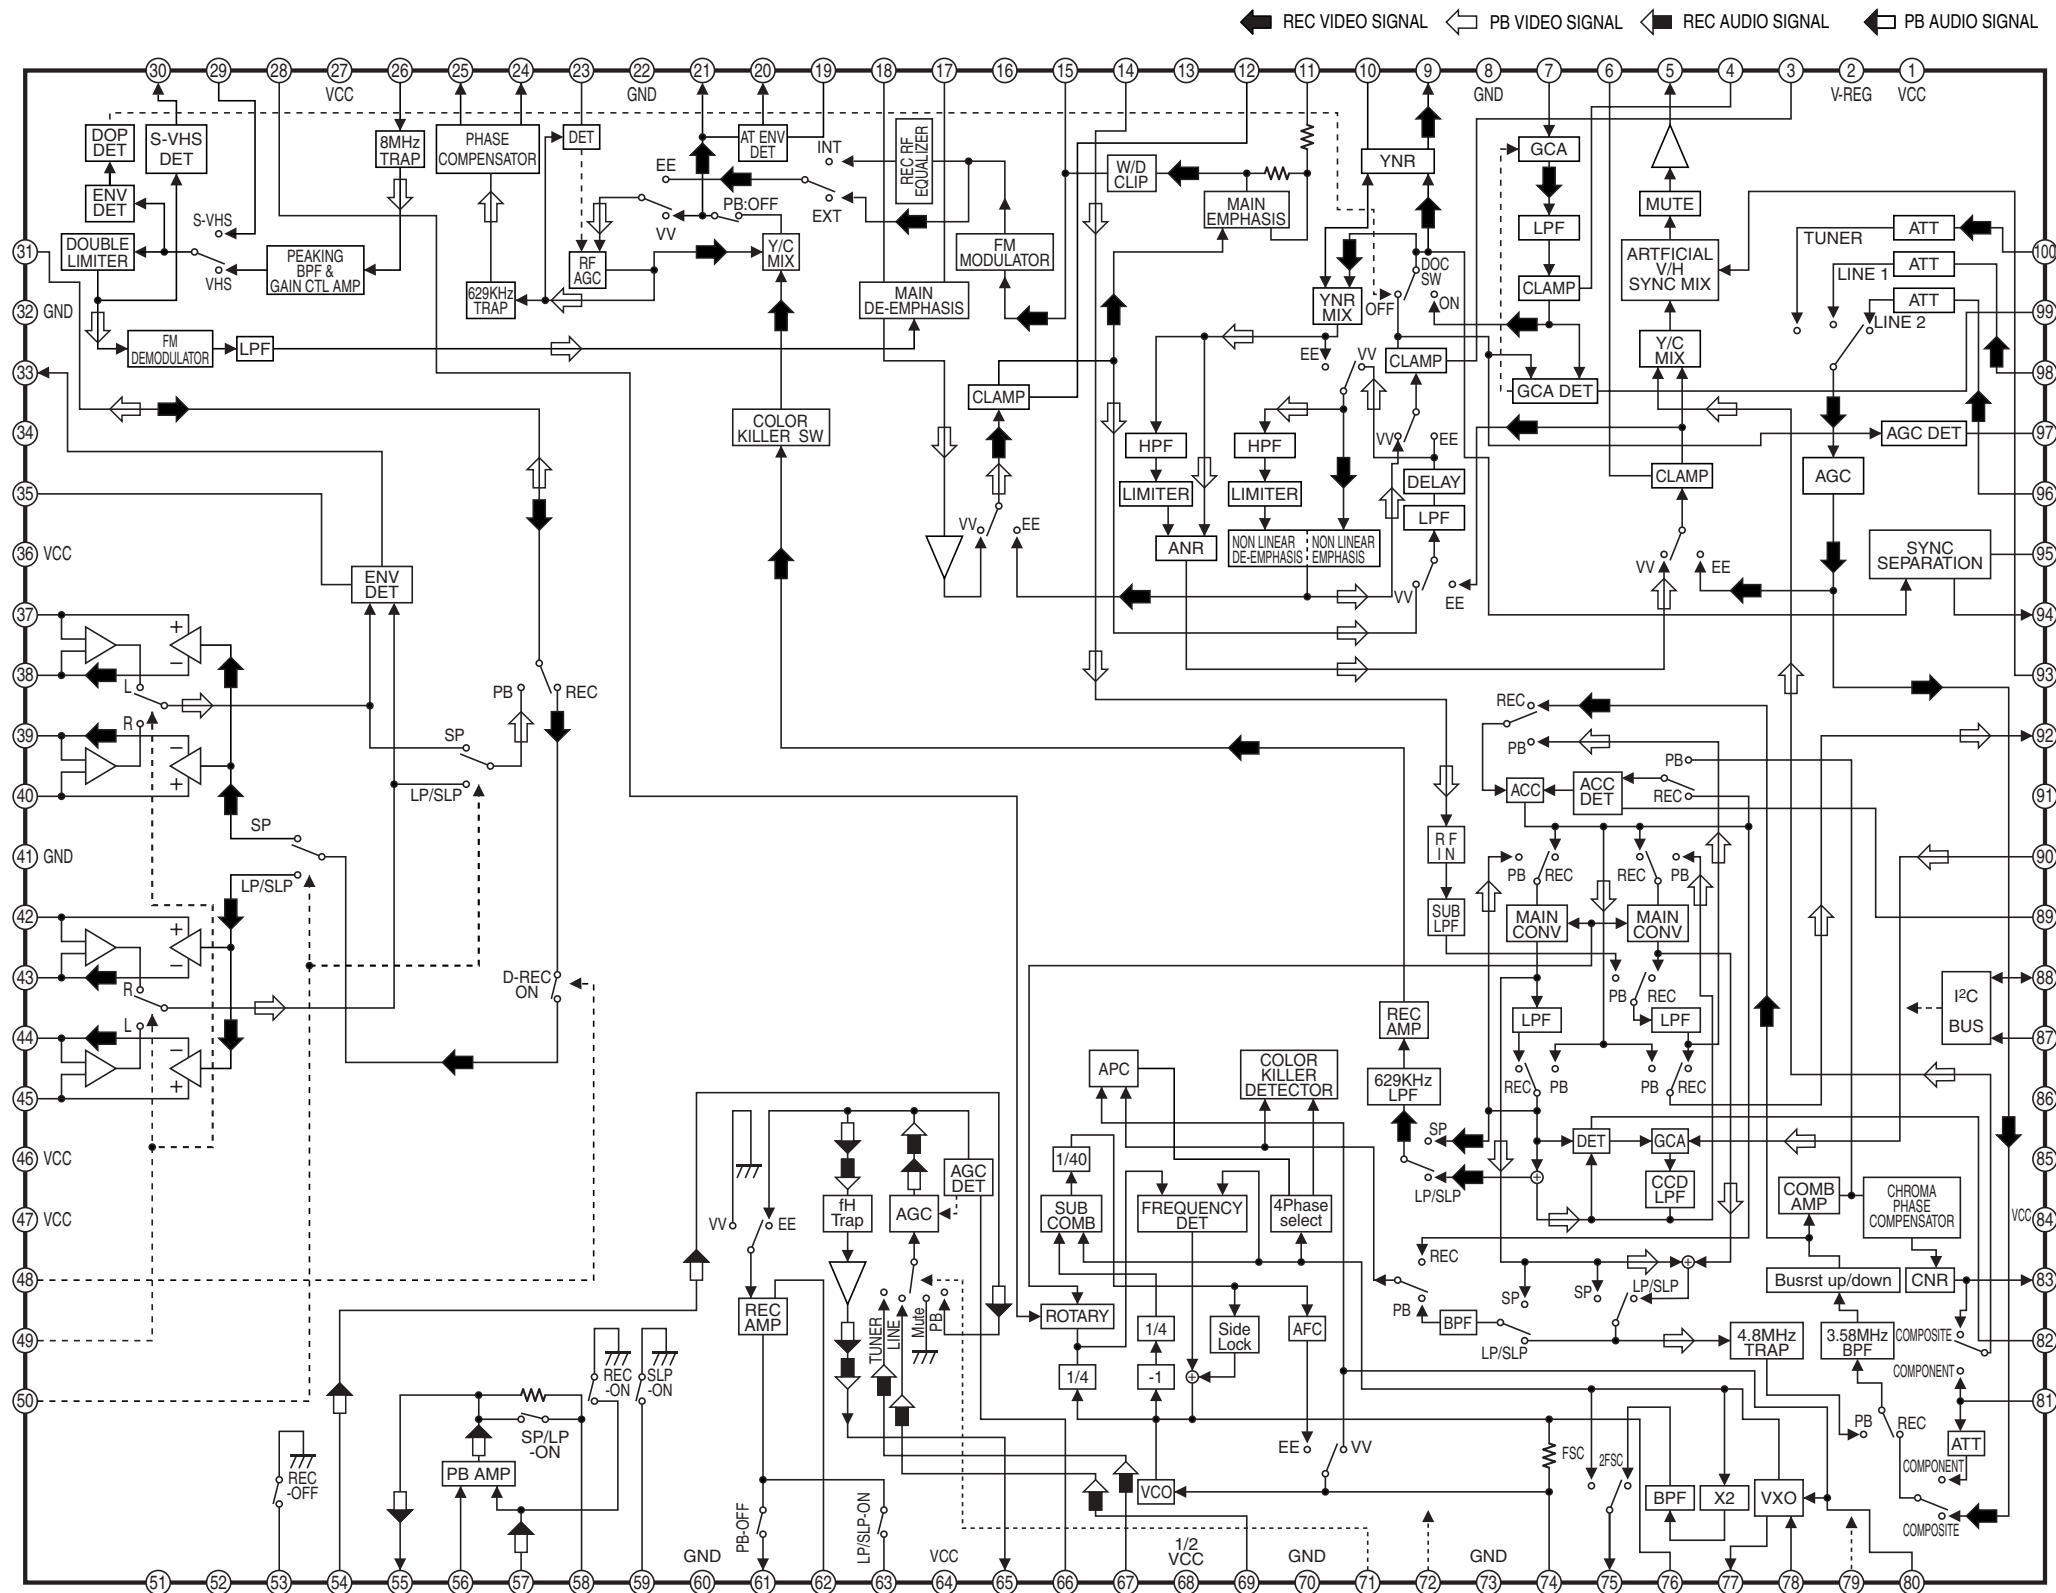 REC VIDEO SIGNAL PB VIDEO SIGNAL REC AUDIO SIGNAL PB AUDIO SIGNAL
30 29 28 27 26 25 24 23 22 21 20 19 18 17 16 15 14 13 12 11 10 9 8 7 6 5 4 3 2 1
VCC GND GND V-REG VCC
DOP
DET
S-VHS
DET
8MHz
TRAP
PHASE
COMPENSATOR
DET
AT ENV
DET
INT
EXT
REC RF
EQUALIZER
W/D
CLIP
YNR
GCA
ENV
DET
S-VHS
VHS
EE
VV
PB:OFF
MAIN
EMPHASIS
MUTE
LPF
TUNER
ATT
LINE 1
ATT
LINE 2
ATT
DOUBLE
LIMITER
PEAKING
BPF &
GAIN CTL AMP
RF
AGC
Y/C
MIX
FM
MODULATOR
DOC
SW
OFF
ON
CLAMP
ARTFICIAL
V/H
SYNC MIX
629KHz
TRAP
MAIN
DE-EMPHASIS
YNR
MIX
FM
DEMODULATOR
LPF
EE
VV
CLAMP
GCA DET
Y/C
MIX
31
32 GND
33
34
35
36 VCC
37
38
39
40
41 GND
42
43
44
45
46 VCC
47 VCC
48
49
50
100
99
98
97
96
95
94
93
92
91
90
89
88
87
86
85
VCC 84
83
82
81
COLOR
KILLER SW
CLAMP
HPF
HPF
VV
EE
AGC DET
LIMITER
LIMITER
DELAY
LPF
CLAMP
AGC
VV
EE
ANR
NON LINEAR
DE-EMPHASIS
NON LINEAR
EMPHASIS
VV
EE
VV
EE
SYNC
SEPARATION
ENV
DET
+
−
L
R
−
+
PB
REC
SP
LP/SLP
SP
LP/SLP
+
−
R
L
−
+
D-REC
ON
REC
PB
PB
REC
ACC
ACC
DET
R F
I N
SUB
LPF
PB
REC
REC
PB
MAIN
CONV
MAIN
CONV
PB
REC
LPF
LPF
I²C
BUS
REC
AMP
629KHz
LPF
REC
PB
PB
REC
APC
COLOR
KILLER
DETECTOR
SP
LP/SLP
DET
GCA
CCD
LPF
COMB
AMP
CHROMA
PHASE
COMPENSATOR
AGC
DET
1/40
fH
Trap
AGC
SUB
COMB
FREQUENCY
DET
4Phase
select
VV
EE
REC
PB
SP
SP
LP/SLP
Busrst up/down
CNR
REC
AMP
TUNER
LINE
Mute
PB
ROTARY
1/4
Side
Lock
AFC
BPF
LP/SLP
4.8MHz
TRAP
3.58MHz
BPF
COMPOSITE
COMPONENT
1/4
-1
REC
-ON
SLP
-ON
SP/LP
-ON
PB AMP
REC
-OFF
PB-OFF
LP/SLP-ON
EE
VV
VCO
FSC
2FSC
BPF
X2
VXO
PB
REC
ATT
COMPONENT
COMPOSITE
GND VCC 1/2
VCC GND GND
51 52 53 54 55 56 57 58 59 60 61 62 63 64 65 66 67 68 69 70 71 72 73 74 75 76 77 78 79 80